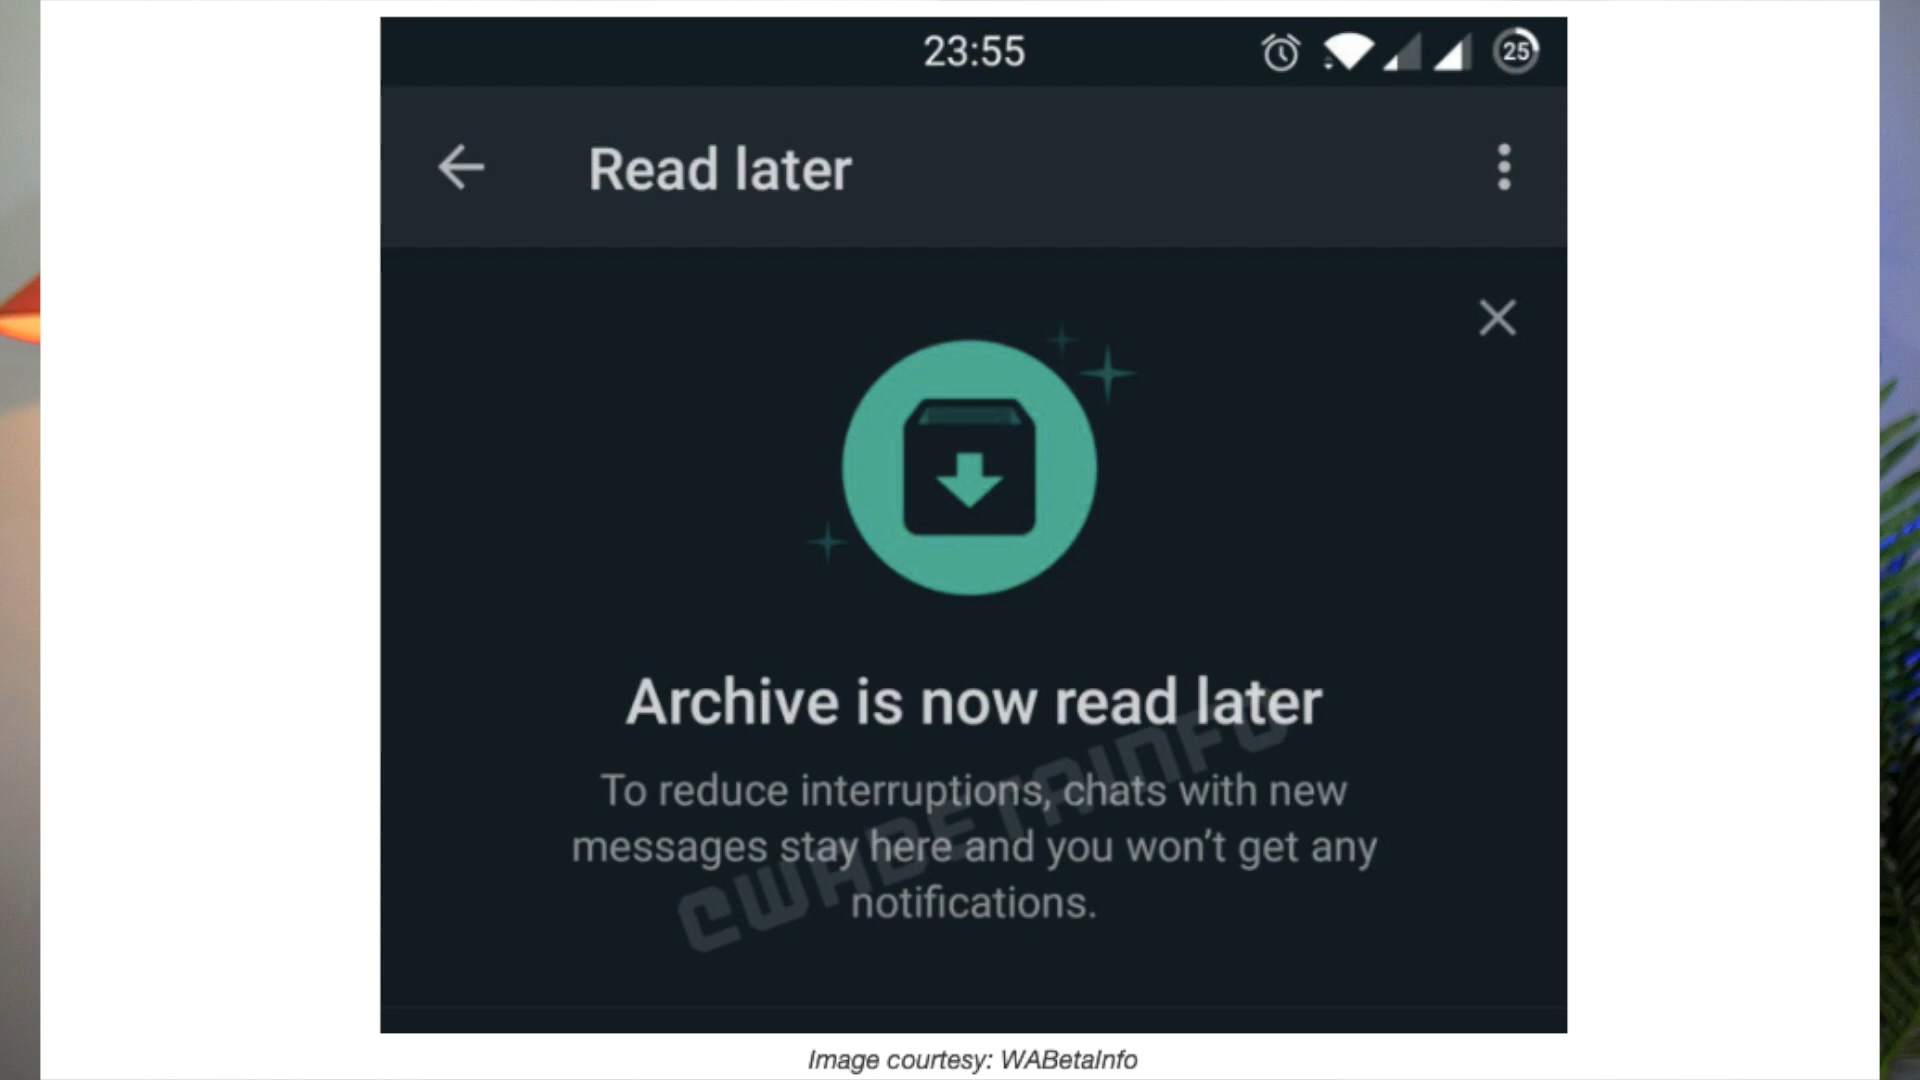 23:55
25
Read later
Archive is now read later
To reduce interruptions, chats with new
messages stay here and you won't get any
notifications.
CWABETAINFO
Image courtesy: WABetaInfo